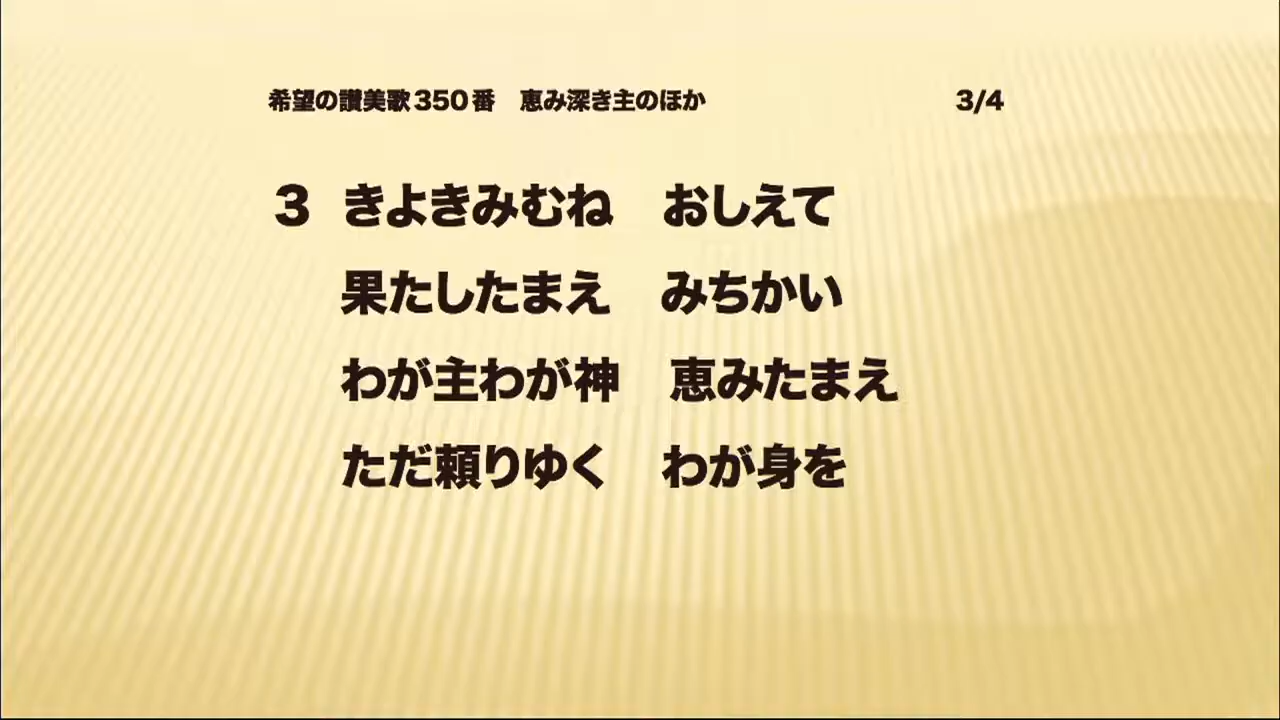 希望の讃美歌350番　恵み深き主のほか　3/4
3 きよきみむね　おしえて
果たしたまえ　みちかい
わが主わが神　恵みたまえ
ただ頼りゆく　わが身を